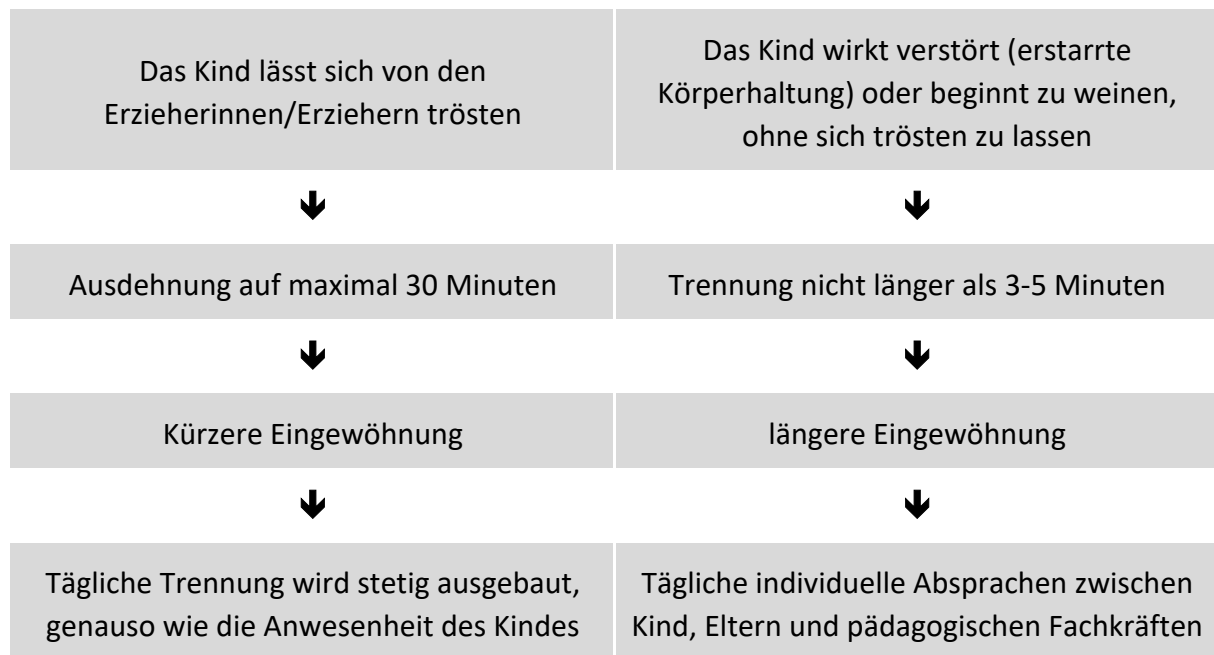 Das Kind lässt sich von den
Erzieherinnen/Erziehern trösten
Das Kind wirkt verstört (erstarrte
Körperhaltung) oder beginnt zu weinen,
ohne sich trösten zu lassen
Ausdehnung auf maximal 30 Minuten
Trennung nicht länger als 3-5 Minuten
Kürzere Eingewöhnung
längere Eingewöhnung
Tägliche Trennung wird stetig ausgebaut,
genauso wie die Anwesenheit des Kindes
Tägliche individuelle Absprachen zwischen
Kind, Eltern und pädagogischen Fachkräften